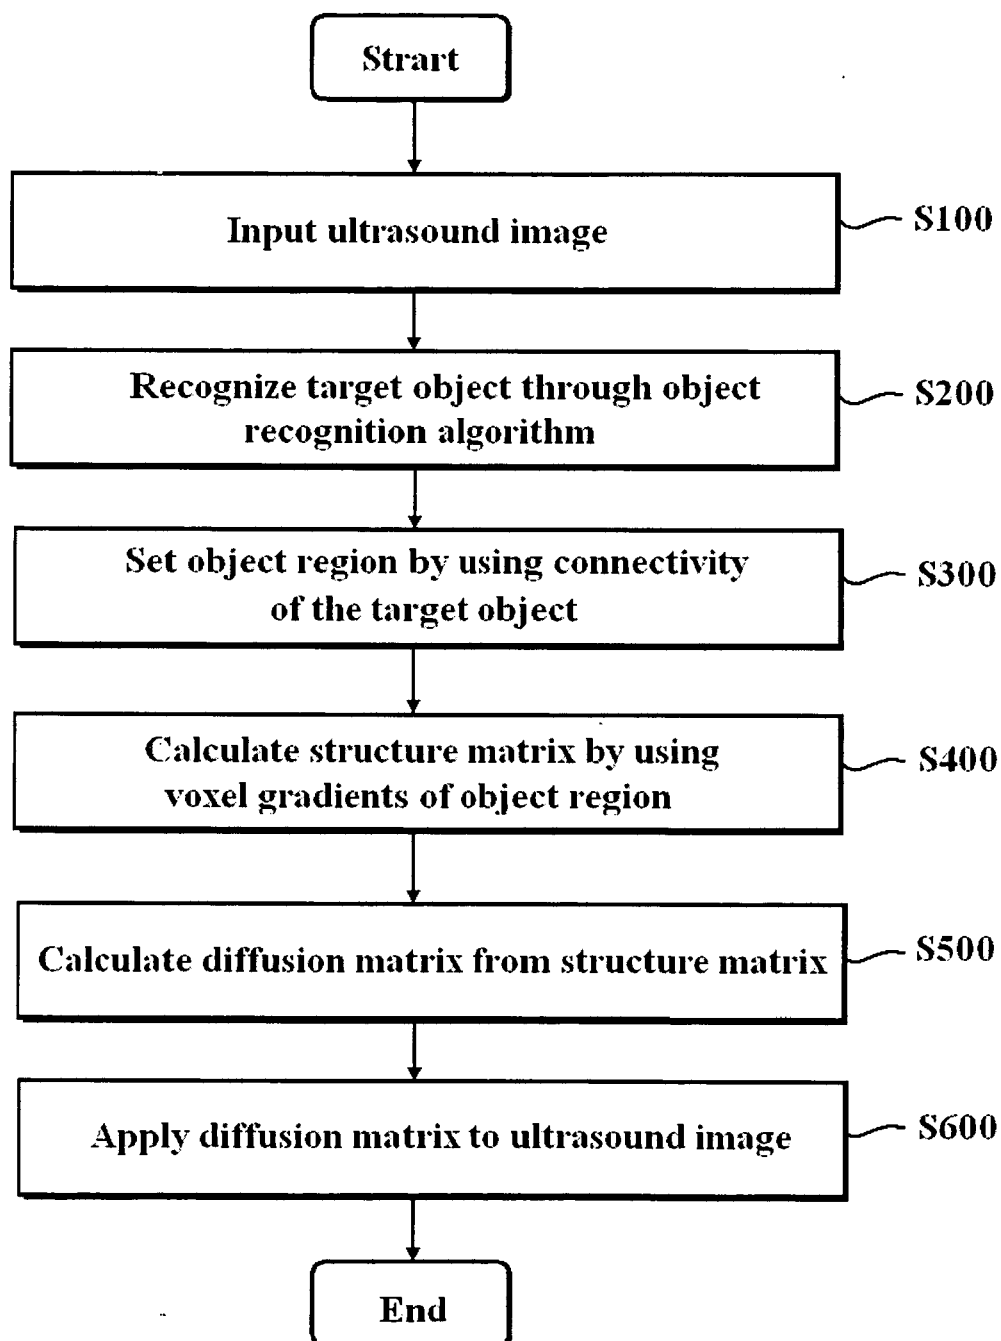 Strart
Input ultrasound image
S100
Recognize target object through object
recognition algorithm
S200
Set object region by using connectivity
of the target object
S300
Calculate structure matrix by using
voxel gradients of object region
S400
Calculate diffusion matrix from structure matrix
S500
Apply diffusion matrix to ultrasound image
S600
End